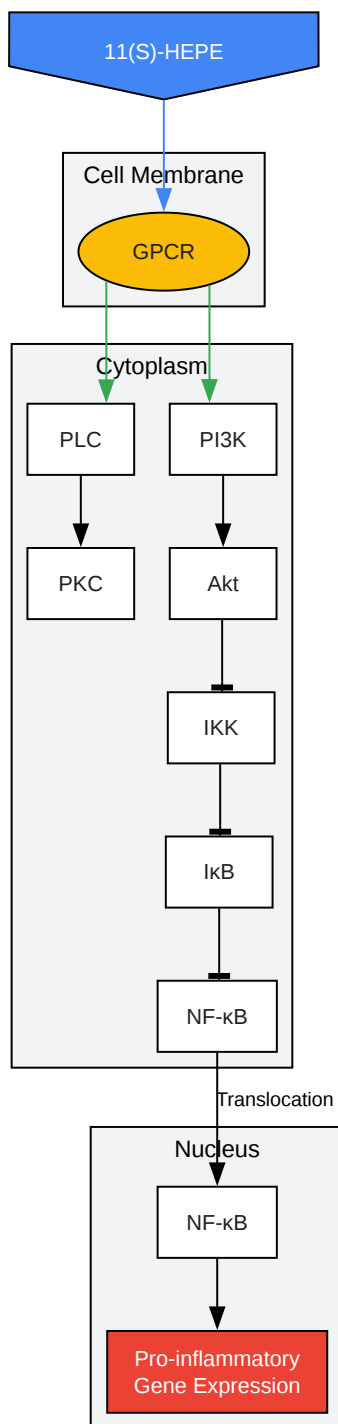 11(S)-HEPE
Cell Membrane
GPCR
Cytoplasm
PLC
PI3K
PKC
Akt
IKK
IκB
NF-κB
Translocation
Nucleus
NF-κB
Pro-inflammatory
Gene Expression